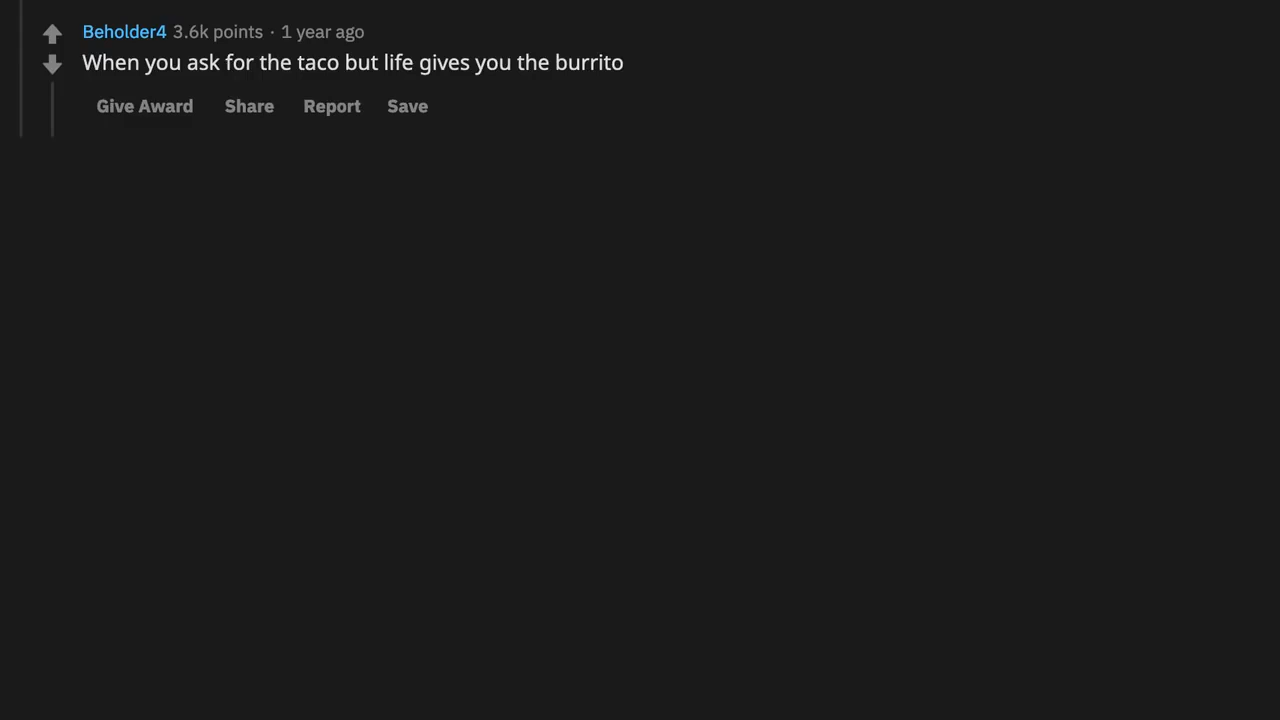 Beholder4 3.6k points · 1 year ago
When you ask for the taco but life gives you the burrito
Give Award Share Report Save